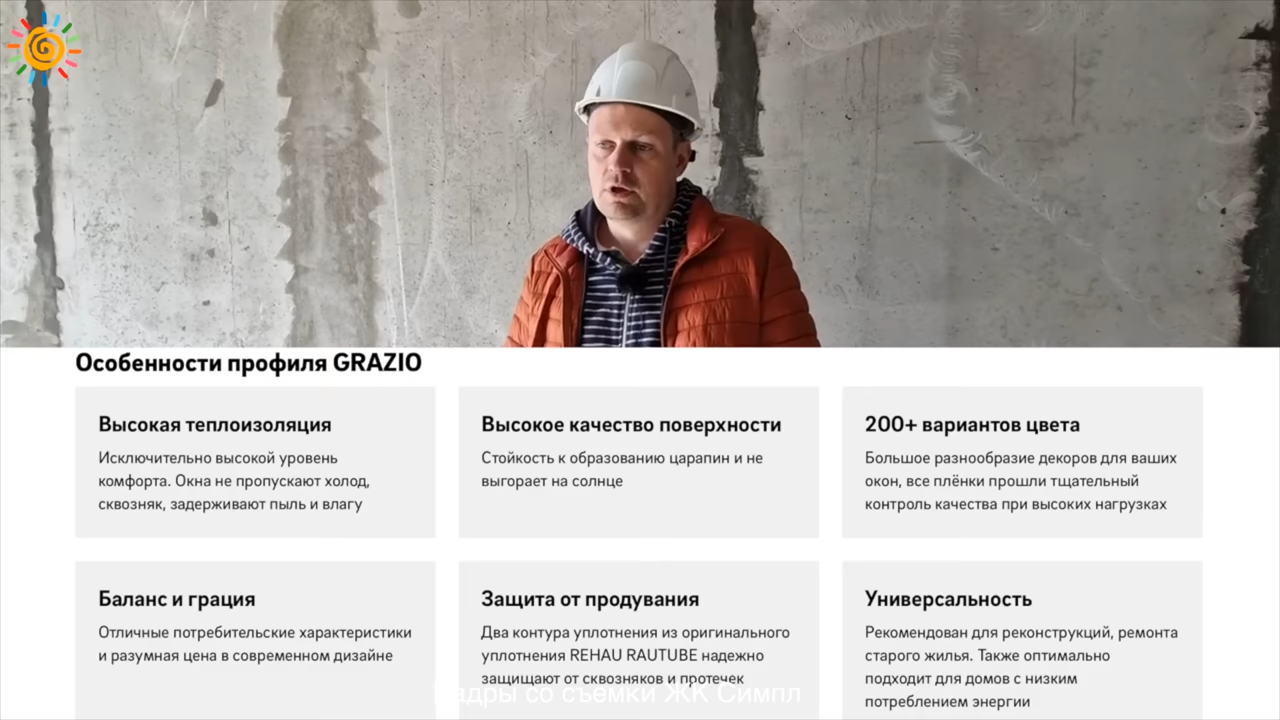 Особенности профиля GRAZIO
Высокая теплоизоляция
Исключительно высокой уровень
комфорта. Окна не пропускают холод,
сквозняк, задерживают пыль и влагу
Высокое качество поверхности
Стойкость к образованию царапин и не
выгорает на солнце
200+ вариантов цвета
Большое разнообразие декоров для ваших
окон, все плёнки прошли тщательный
контроль качества при высоких нагрузках
Баланс и грация
Отличные потребительские характеристики
и разумная цена в современном дизайне
Защита от продувания
Два контура уплотнения из оригинального
уплотнения REHAU RAUTUBE надежно
защищают от сквозняков и протечек
Универсальность
Рекомендован для реконструкций, ремонта
старого жилья. Также оптимально
подходит для домов с низким
потреблением энергии
Кадры со съемки ЖК Симпл